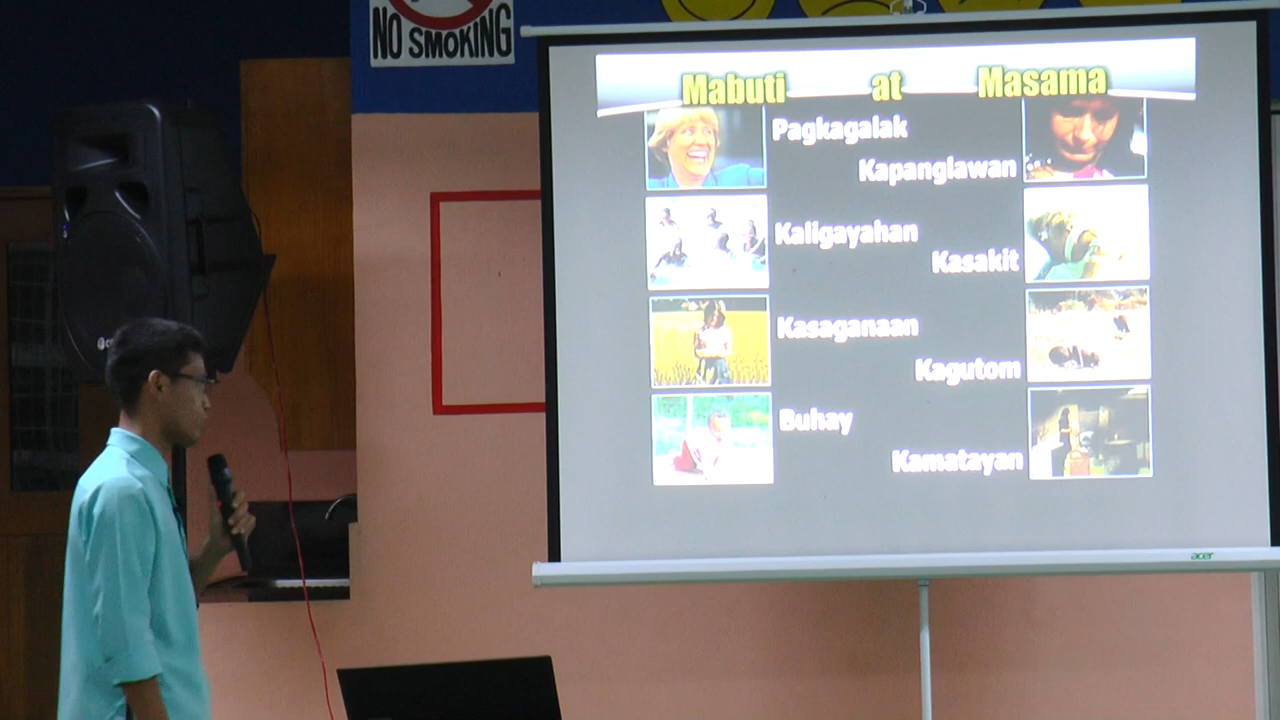 NO SMOKING
Mabuti at Masama
Pagkagalak
Kapanglawan
Kaligayahan
Kasakit
Kasaganaan
Kagutom
Buhay
Kamatayan
acer